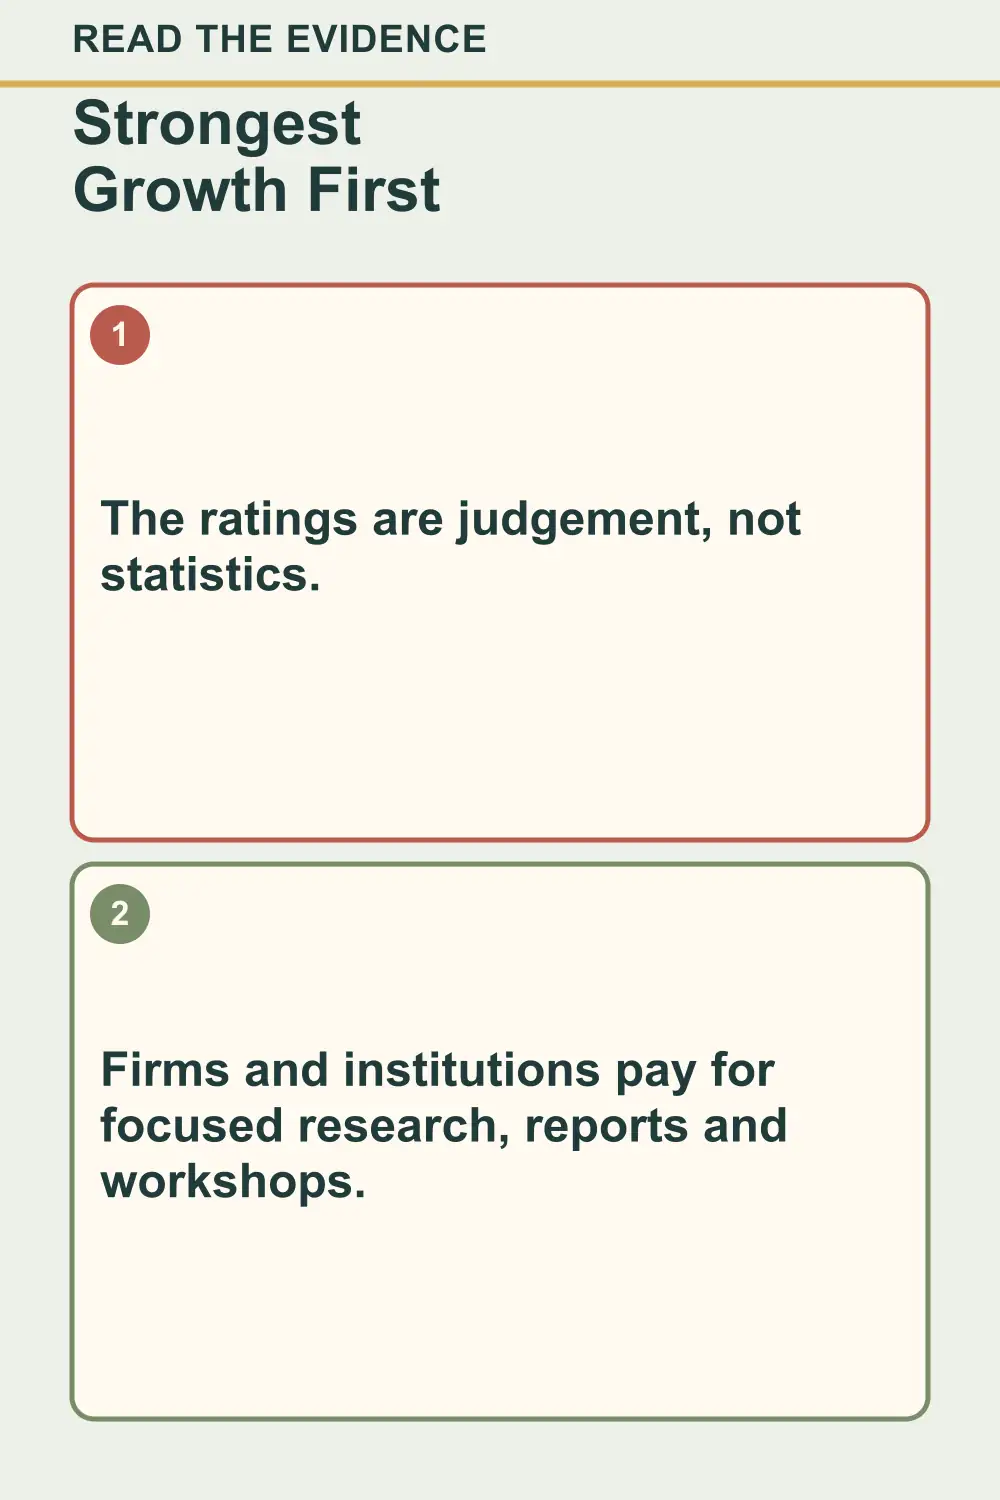 READ THE EVIDENCE
Strongest
Growth First
1
The ratings are judgement, not
statistics.
2
Firms and institutions pay for
focused research, reports and
workshops.